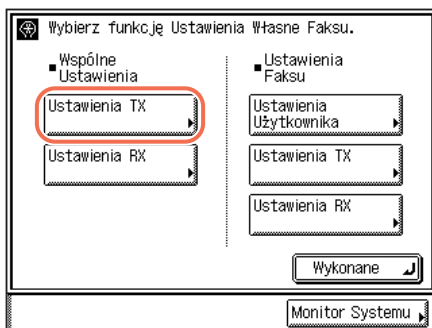 Wybierz funkcję Ustawienia Własne Faksu.
Wspólne
Ustawienia
Ustawienia TX
Ustawienia RX
Ustawienia
Faksu
Ustawienia
Użytkownika
Ustawienia TX
Ustawienia RX
Wykonane
Monitor Systemu